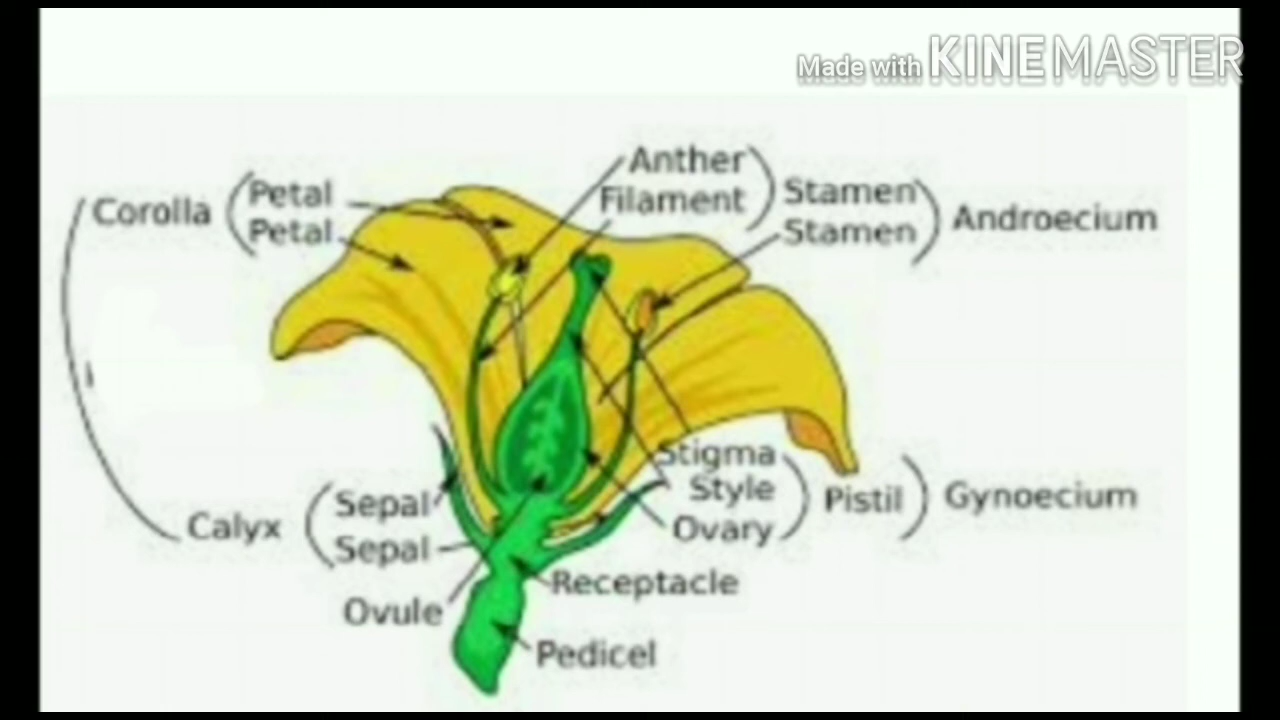 Made with KINEMASTER
Anther
Filament
Stamen
Stamen
Androecium
Corolla
Petal
Petal
Stigma
Style
Ovary
Pistil
Gynoecium
Calyx
Sepal
Sepal
Receptacle
Ovule
Pedicel